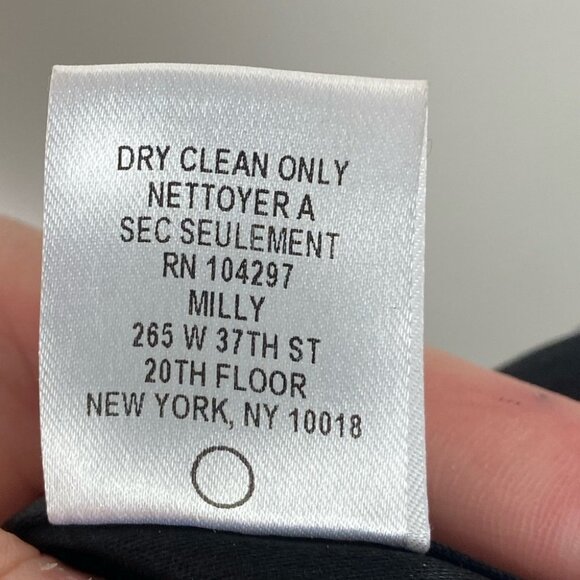 DRY CLEAN ONLY
NETTOYER A
SEC SEULEMENT
RN 104297
MILLY
265 W 37TH ST
20TH FLOOR
NEW YORK, NY 10018